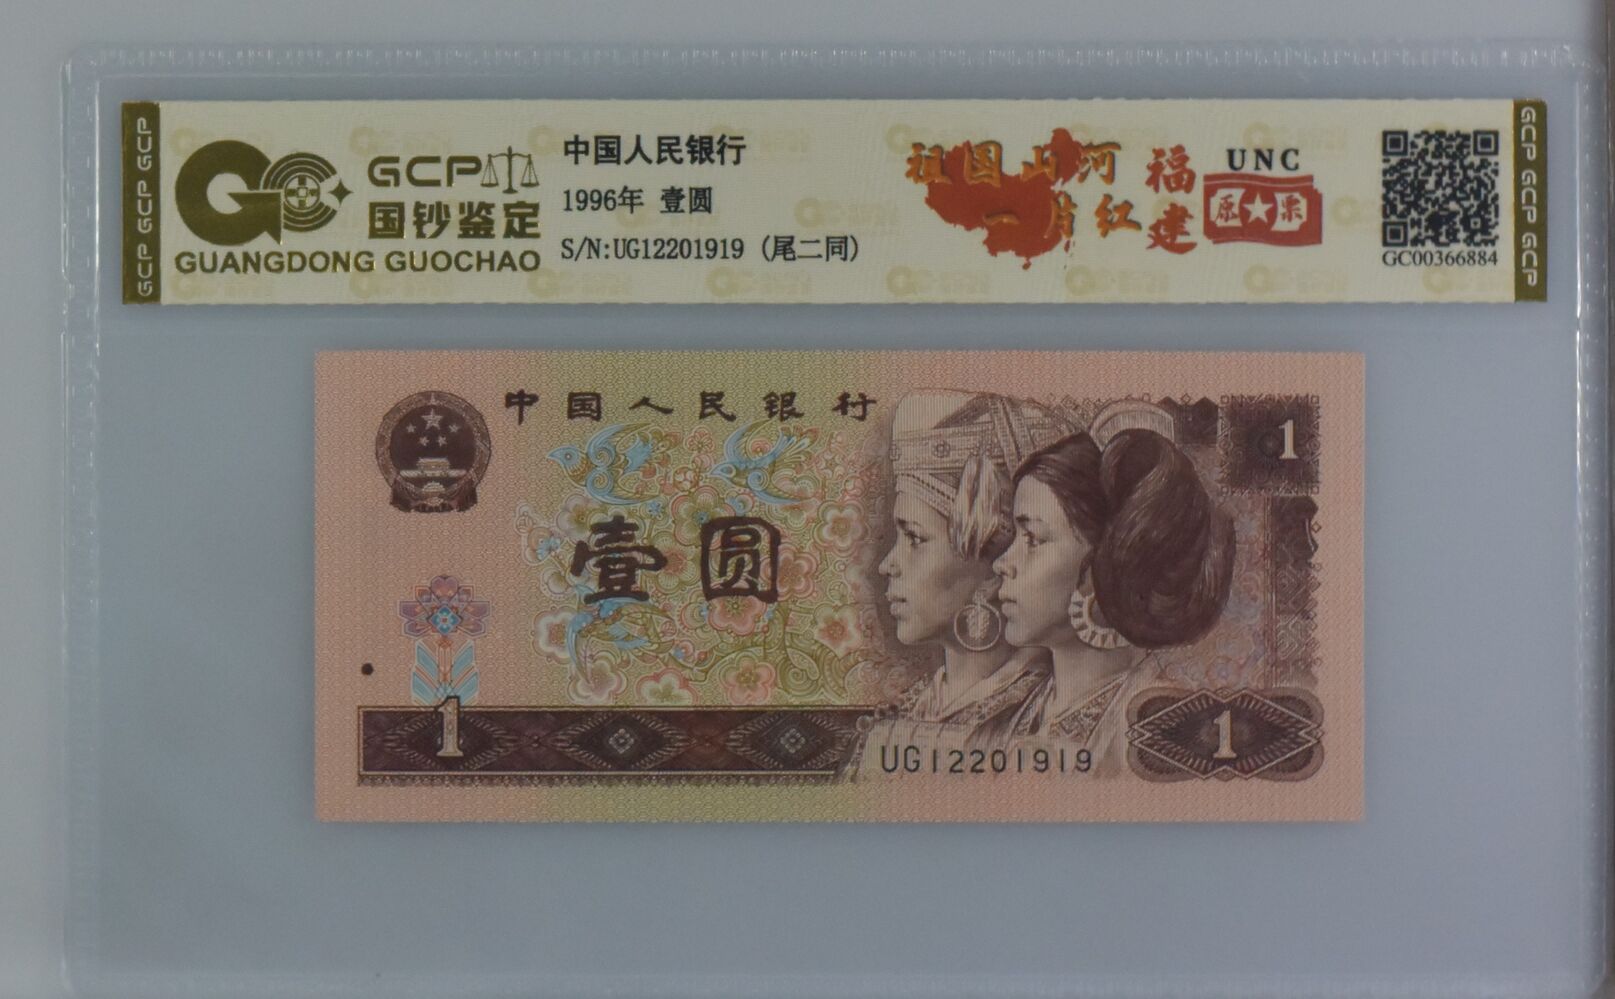 GCP GCP GCP
GCP
国钞鉴定
GUANGDONG GUOCHAO
中国人民银行
1996年 壹圆
S/N:UG12201919 (尾二同)
祖国山河
一片红
福建
UNC
原★票
GC00366884
GCP GCP GCP
中国人民银行
1
壹圆
1
UG12201919
1